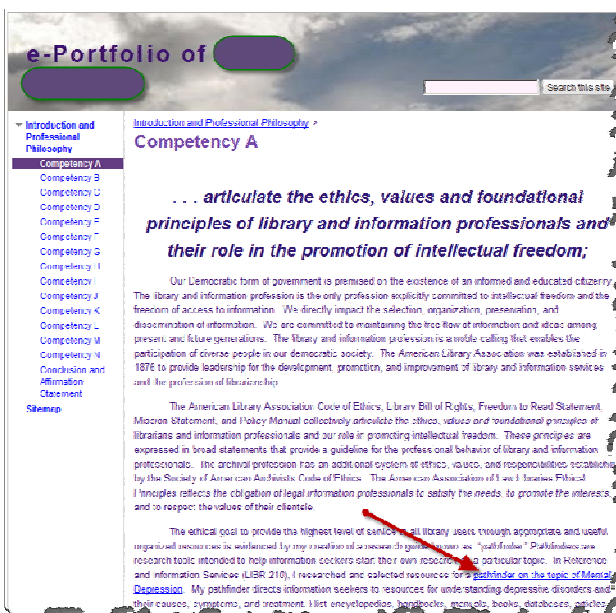 e-Portfolio of
Search this site
Introduction and Professional Philosophy >
Introduction and
Professional
Philosophy
Competency A
Competency B
Competency C
Competency D
Competency E
Competency F
Competency G
Competency H
Competency I
Competency J
Competency K
Competency L
Competency M
Competency N
Conclusion and
Affirmation
Statement
Sitemap
Competency A
. . . articulate the ethics, values and foundational
principles of library and information professionals and
their role in the promotion of intellectual freedom;
Our Democratic form of government is premised on the existence of an informed and educated citizenry.
The library and information profession is the only profession explicitly committed to intellectual freedom and the
freedom of access to information. We directly impact the selection, organization, presentation, and
dissemination of information. We are committed to maintaining the free flow of information and ideas among
present and future generations. The library and information profession is a noble calling that enables the
participation of diverse people in our democratic society. The American Library Association was established in
1876 to provide leadership for the development, promotion, and improvement of library and information services
and the profession of librarianship.
The American Library Association Code of Ethics, Library Bill of Rights, Freedom to Read Statement,
Mission Statement, and Policy Manual collectively articulate the ethics, values and foundational principles of
librarians and information professionals and our role in promoting intellectual freedom. These principles are
expressed in broad statements that provide a guideline for the professional behavior of library and information
professionals. The archival profession has an additional system of ethics, values, and responsibilities
by the Society of American Archivists Code of Ethics. The American Association of Law Libraries Ethical
Principles reflects the obligation of legal information professionals to satisfy the needs, to promote the interests,
and to respect the values of their clientele.
The ethical goal to provide the highest level of service to all library users through appropriate and useful
organized resources is evidenced by my creation of a research guide known as "pathfinder." Pathfinders are
research tools intended to help information seekers start their own research on a particular topic. In Reference
and Information Services (LIBR 210), I researched and selected resources for a pathfinder on the topic of Mental
Depression. My pathfinder directs information seekers to resources for understanding depressive disorders and
their causes, symptoms, and treatment. I list encyclopedias, handbooks, manuals, books, databases, articles,